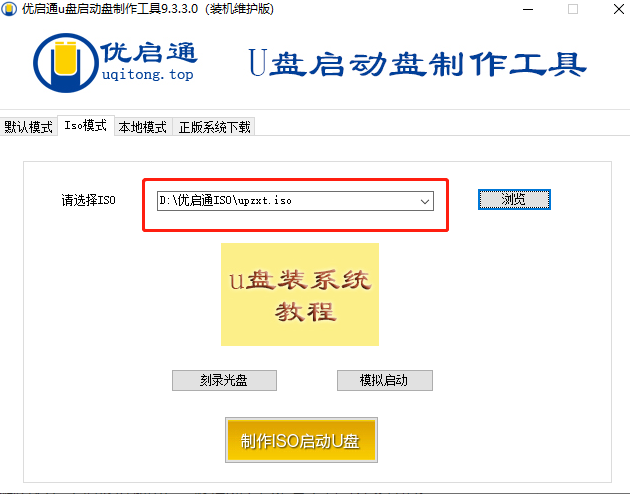 优启通u盘启动盘制作工具9.3.3.0（装机维护版）
优启通
uqitong.top
U盘启动盘制作工具
默认模式 Iso模式 本地模式 正版系统下载
请选择ISO D:\优启通ISO\upzxt.iso 浏览
u盘装系统
教程
刻录光盘 模拟启动
制作ISO启动U盘